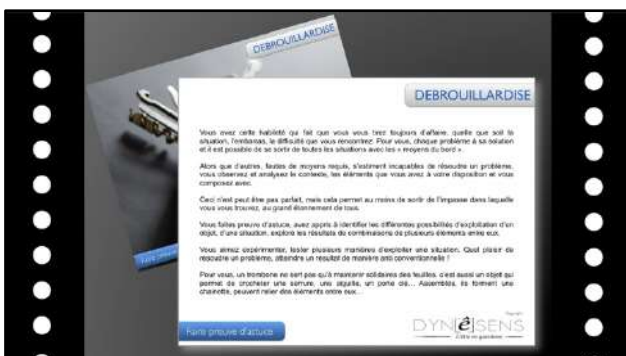 DEBROUILLARDISE
DEBROUILLARDISE
Vous avez cette habileté qui fait que vous vous tirez toujours d'affaire, quelle que soit la
situation, l'embarras, la difficulté que vous rencontrez. Pour vous, chaque problème a sa solution
et il est possible de se sortir de toutes les situations avec les « moyens du bord ».
Alors que d'autres, fautes de moyens requis, s'estiment incapables de résoudre un problème,
vous observez et analysez le contexte, les éléments que vous avez à votre disposition et vous
composez avec.
Ceci n'est peut être pas parfait, mais cela permet au moins de sortir de l'impasse dans laquelle
vous vous trouvez, au grand étonnement de tous.
Vous faites preuve d'astuce, avez appris à identifier les différentes possibilités d'exploitation d'un
objet, d'une situation, explore les résultats de combinaisons de plusieurs éléments entre eux.
Vous aimez expérimenter, tester plusieurs manières d'exploiter une situation. Quel plaisir de
résoudre un problème, atteindre un résultat de manière anti conventionnelle !
Pour vous, un trombone ne sert pas qu'à maintenir solidaires des feuilles, c'est aussi un objet qui
permet de crocheter une serrure, une aiguille, un porte clé... Assemblés, ils forment une
chainette, peuvent relier des éléments entre eux...
Faire preuve d'astuce
DYN[ê]SENS